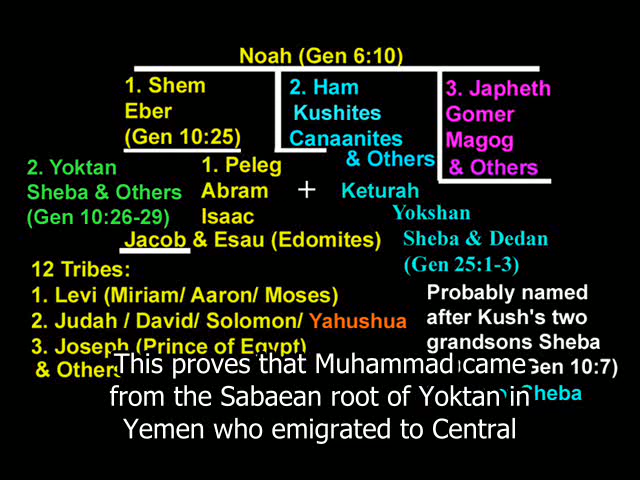 Noah (Gen 6:10)
1. Shem
Eber
(Gen 10:25)
2. Ham
Kushites
Canaanites
& Others
3. Japheth
Gomer
Magog
& Others
2. Yoktan
Sheba & Others
(Gen 10:26-29)
1. Peleg
Abram
Isaac
+
Keturah
Yokshan
Sheba & Dedan
(Gen 25:1-3)
Jacob & Esau (Edomites)
12 Tribes:
1. Levi (Miriam/ Aaron/ Moses)
2. Judah / David/ Solomon/ Yahushua
3. Joseph (Prince of Egypt)
& Others
Probably named
after Kush's two
grandsons Sheba
Gen 10:7)
Sheba
This proves that Muhammad came
from the Sabaean root of Yoktan in
Yemen who emigrated to Central